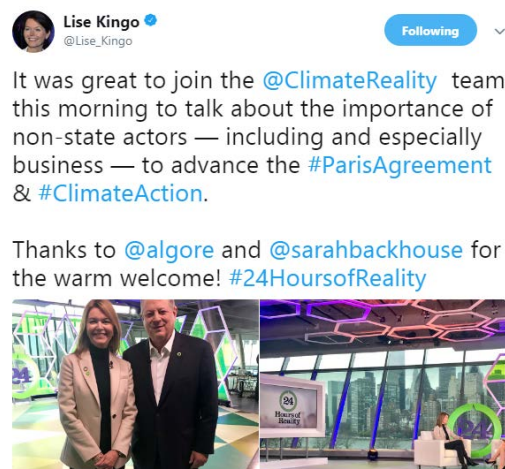 Lise Kingo
@Lise_Kingo
Following
It was great to join the @ClimateReality team
this morning to talk about the importance of
non-state actors — including and especially
business — to advance the #ParisAgreement
& #ClimateAction.
Thanks to @algore and @sarahbackhouse for
the warm welcome! #24HoursofReality
24
24
Hours of
Reality
24